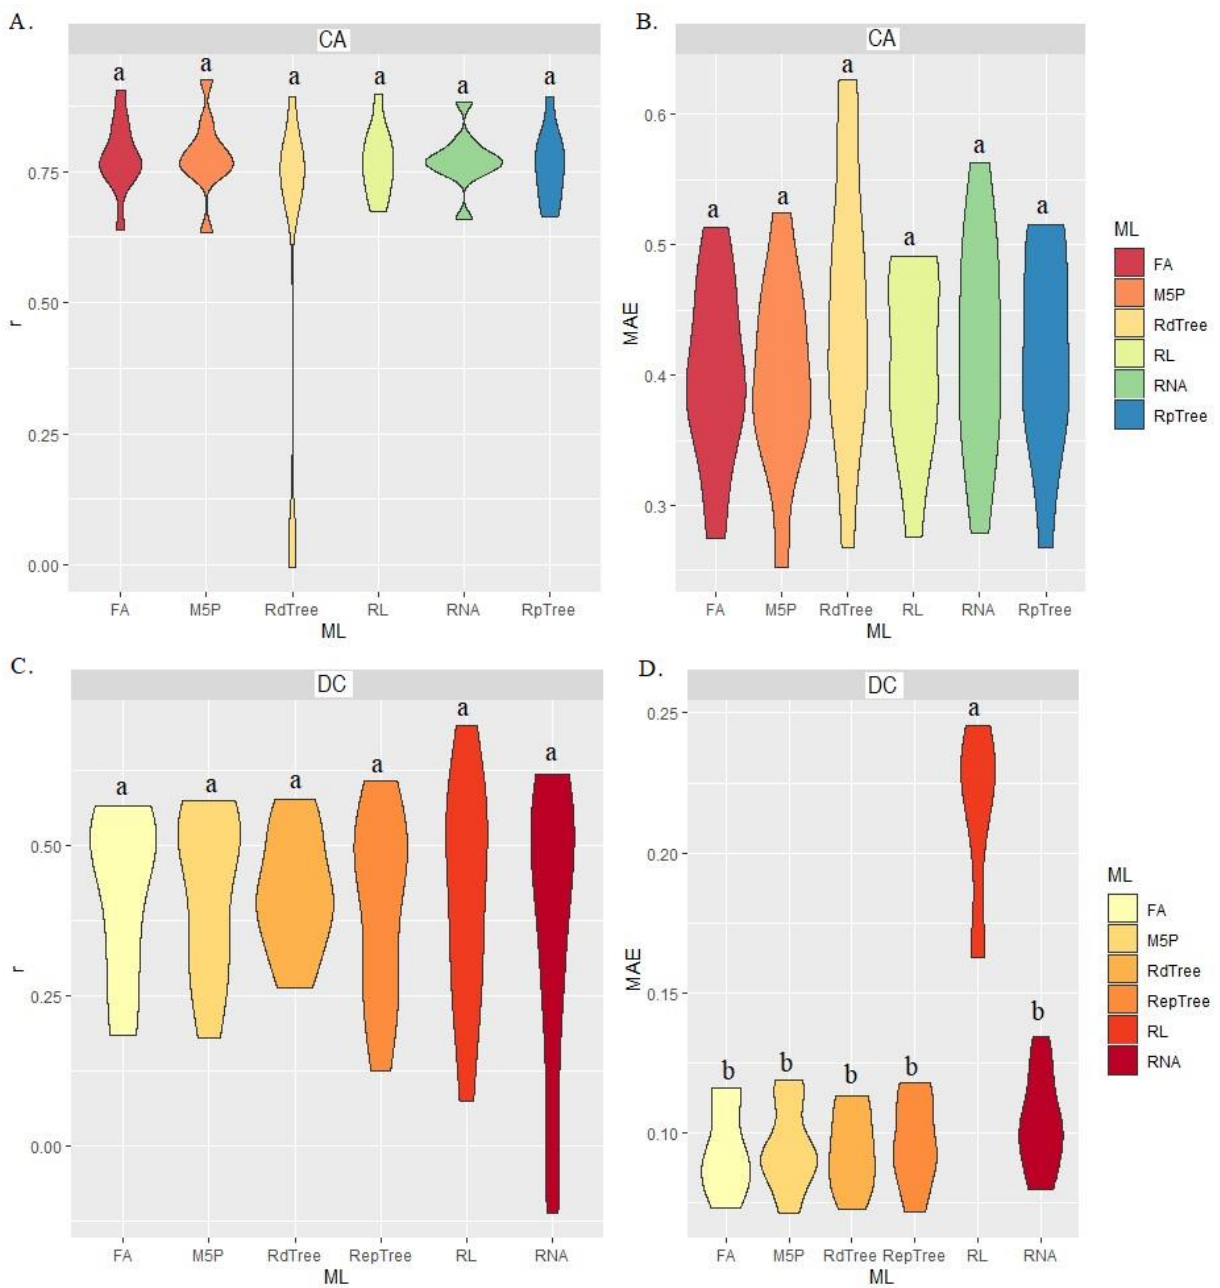 A.
CA
a a a a a a
0.75
0.50
0.25
0.00
r
FA M5P RdTree RL RNA RpTree
ML
B.
CA
a a a a a a
0.6
0.5
0.4
0.3
MAE
FA M5P RdTree RL RNA RpTree
ML
ML
FA
M5P
RdTree
RL
RNA
RpTree
C.
DC
a a a a a a
0.50
0.25
0.00
r
FA M5P RdTree RepTree RL RNA
ML
D.
DC
b b b b a b
0.25
0.20
0.15
0.10
MAE
FA M5P RdTree RepTree RL RNA
ML
ML
FA
M5P
RdTree
RepTree
RL
RNA